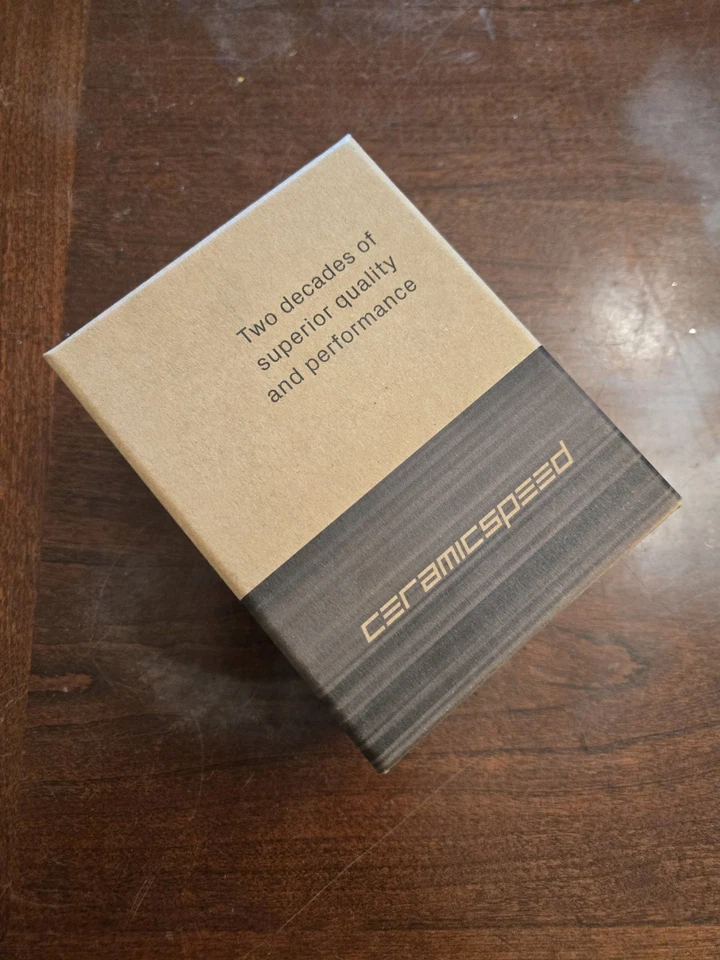 Two decades of
superior quality
and performance
ceramicspeed